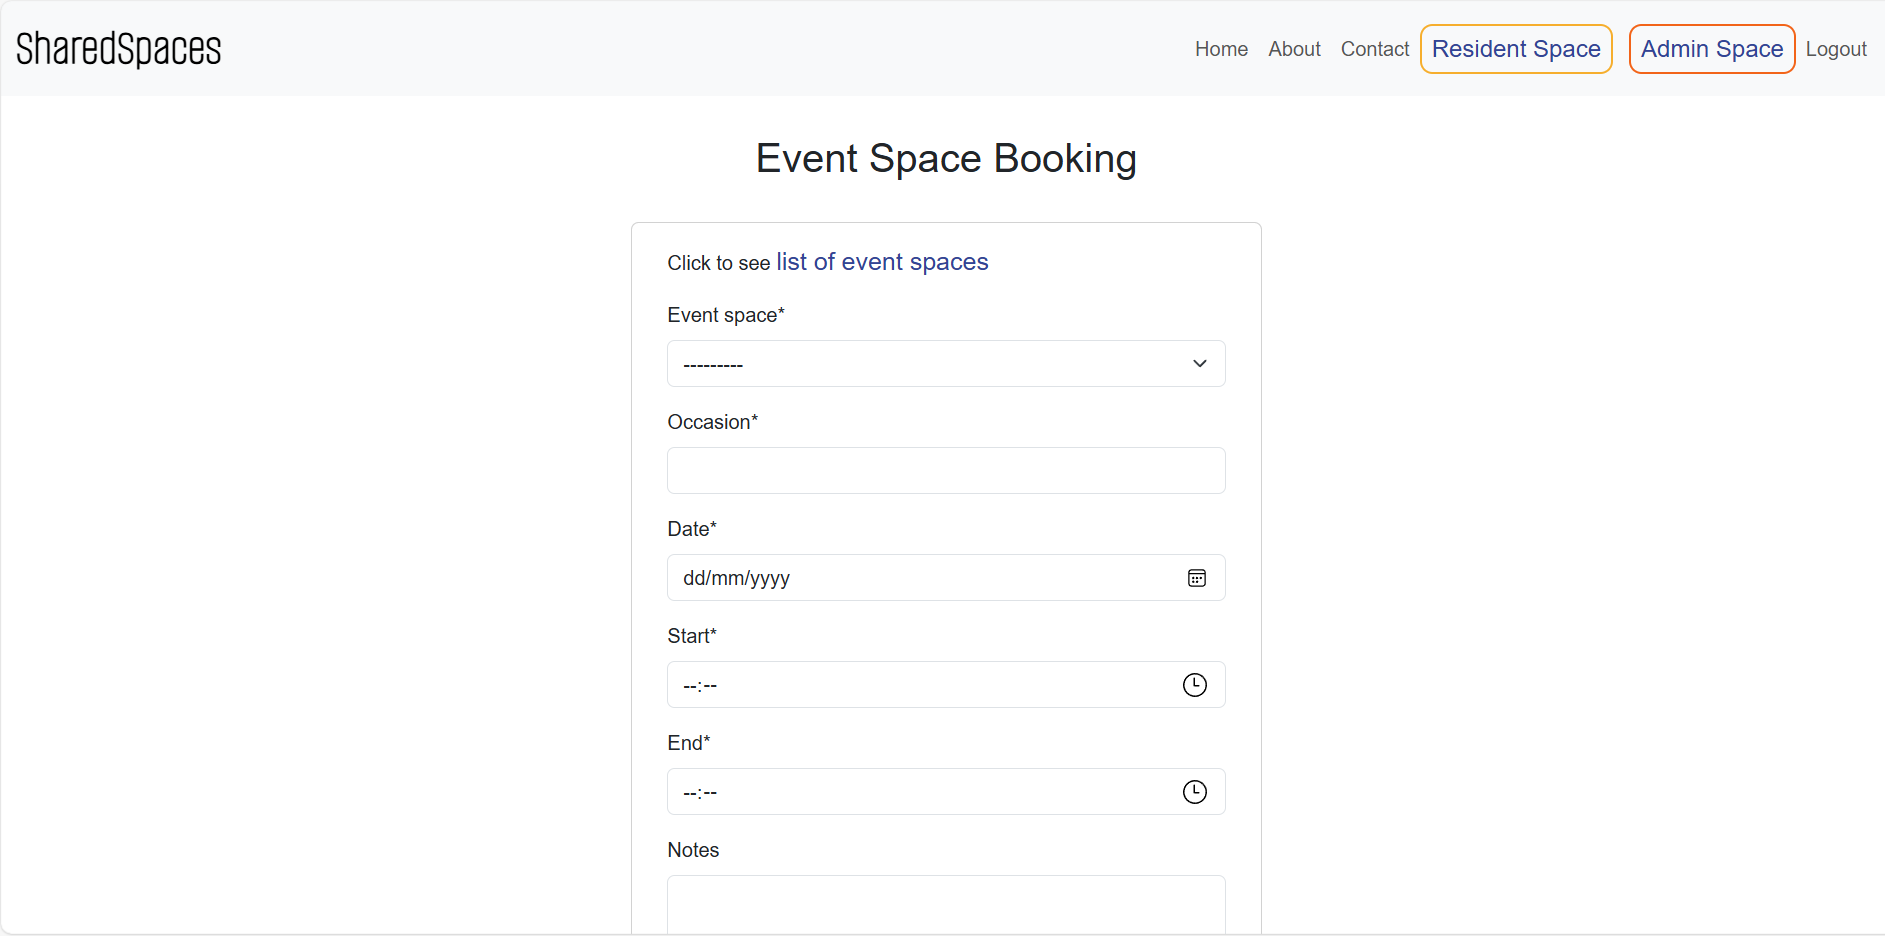 SharedSpaces
Home About Contact Resident Space Admin Space Logout
Event Space Booking
Click to see list of event spaces
Event space*
---------
Occasion*
Date*
dd/mm/yyyy
Start*
--:--
End*
--:--
Notes